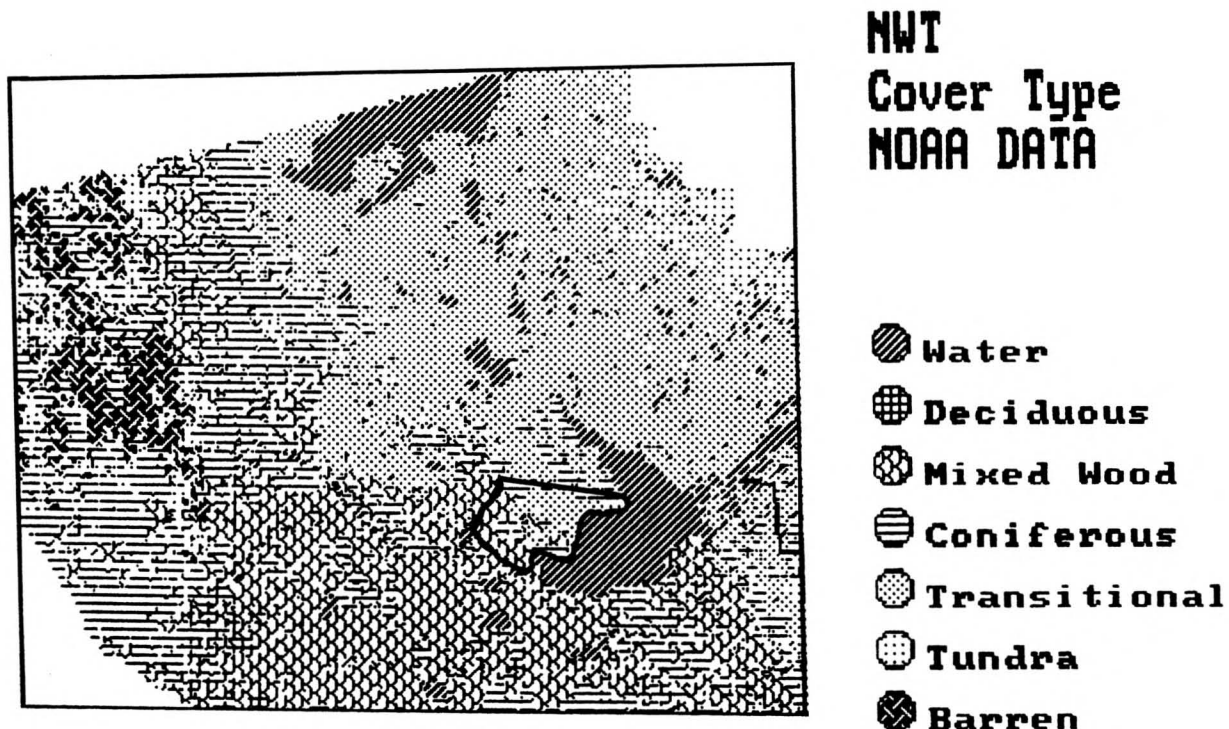 NWT
Cover Type
NOAA DATA
Water
Deciduous
Mixed Wood
Coniferous
Transitional
Tundra
Barren